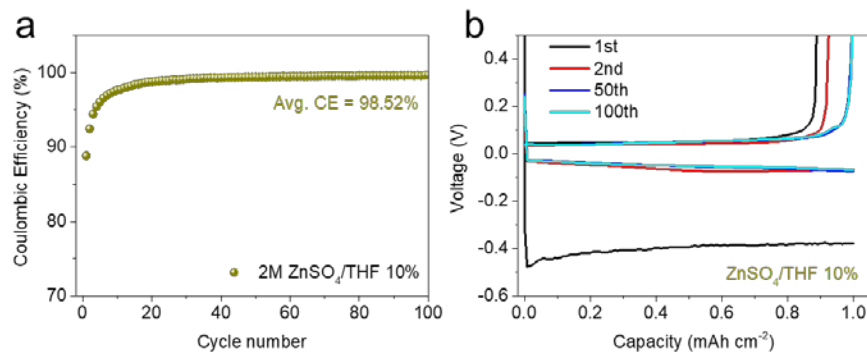 a
100
90
80
70
Coulombic Efficiency (%)
Avg. CE = 98.52%
2M ZnSO₄/THF 10%
0
20
40
60
80
100
Cycle number
b
0.4
0.2
0.0
-0.2
-0.4
-0.6
Voltage (V)
1st
2nd
50th
100th
ZnSO₄/THF 10%
0.0
0.2
0.4
0.6
0.8
1.0
Capacity (mAh cm⁻²)